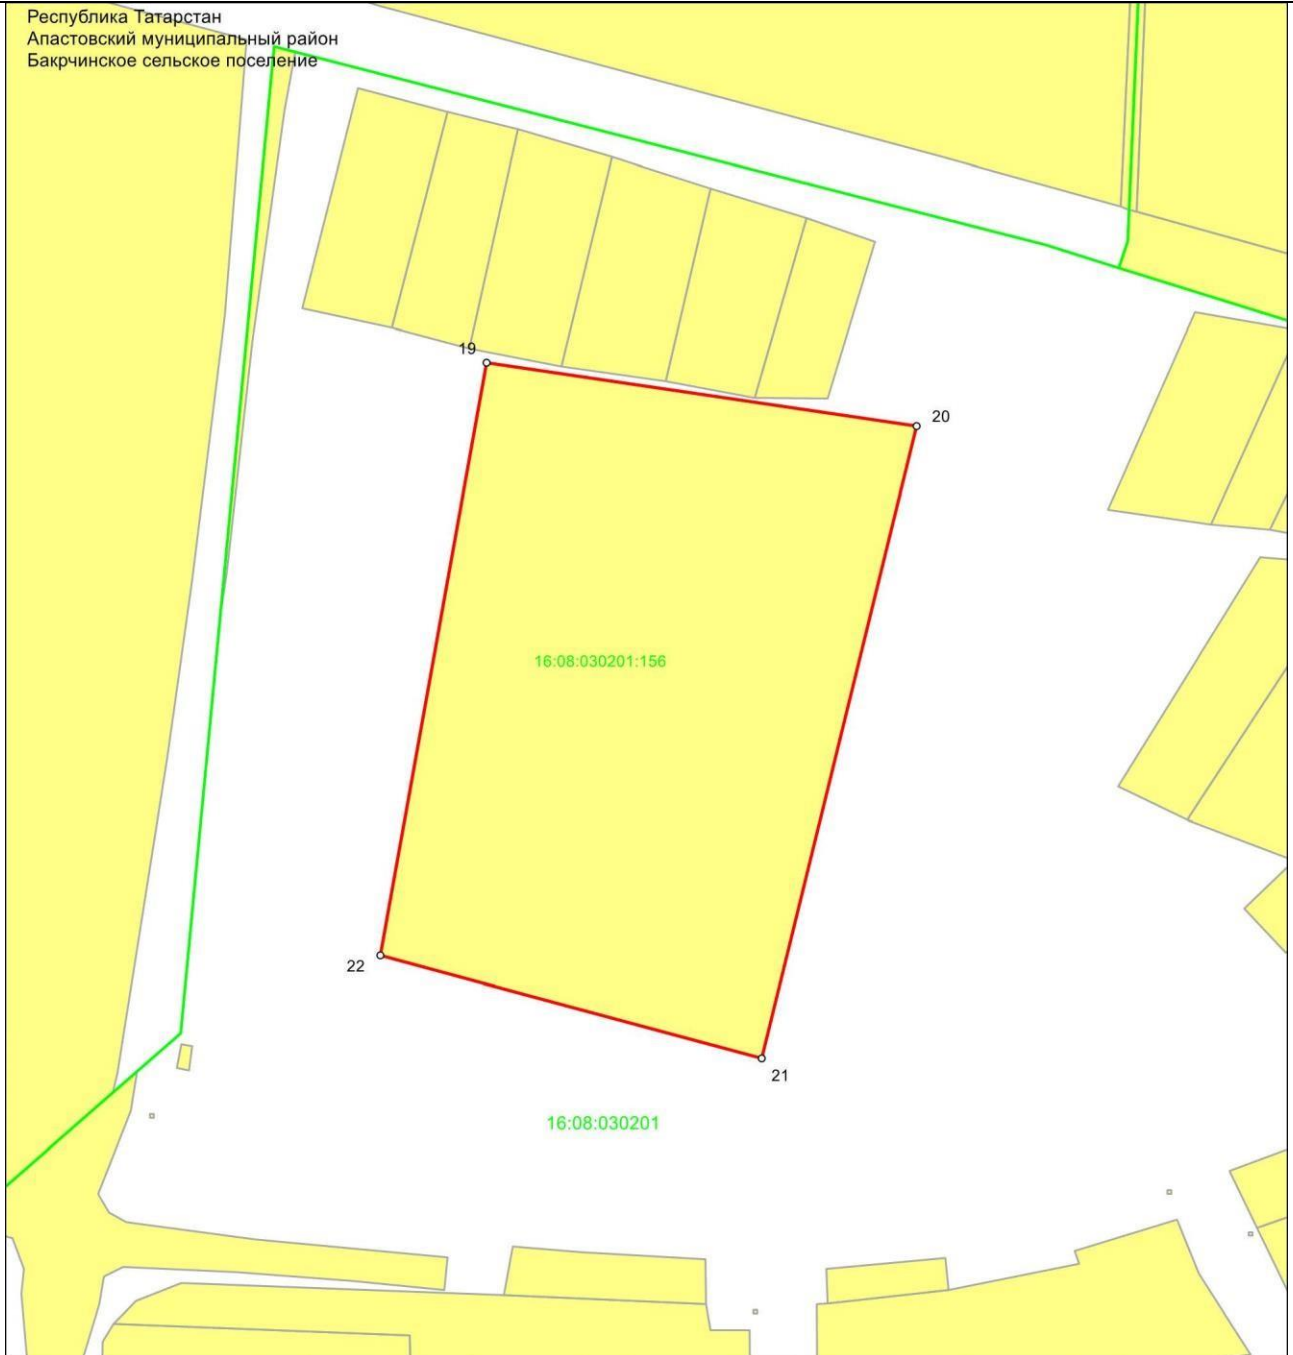 Республика Татарстан
Апастовский муниципальный район
Бакрчинское сельское поселение
19
20
16:08:030201:156
22
21
16:08:030201